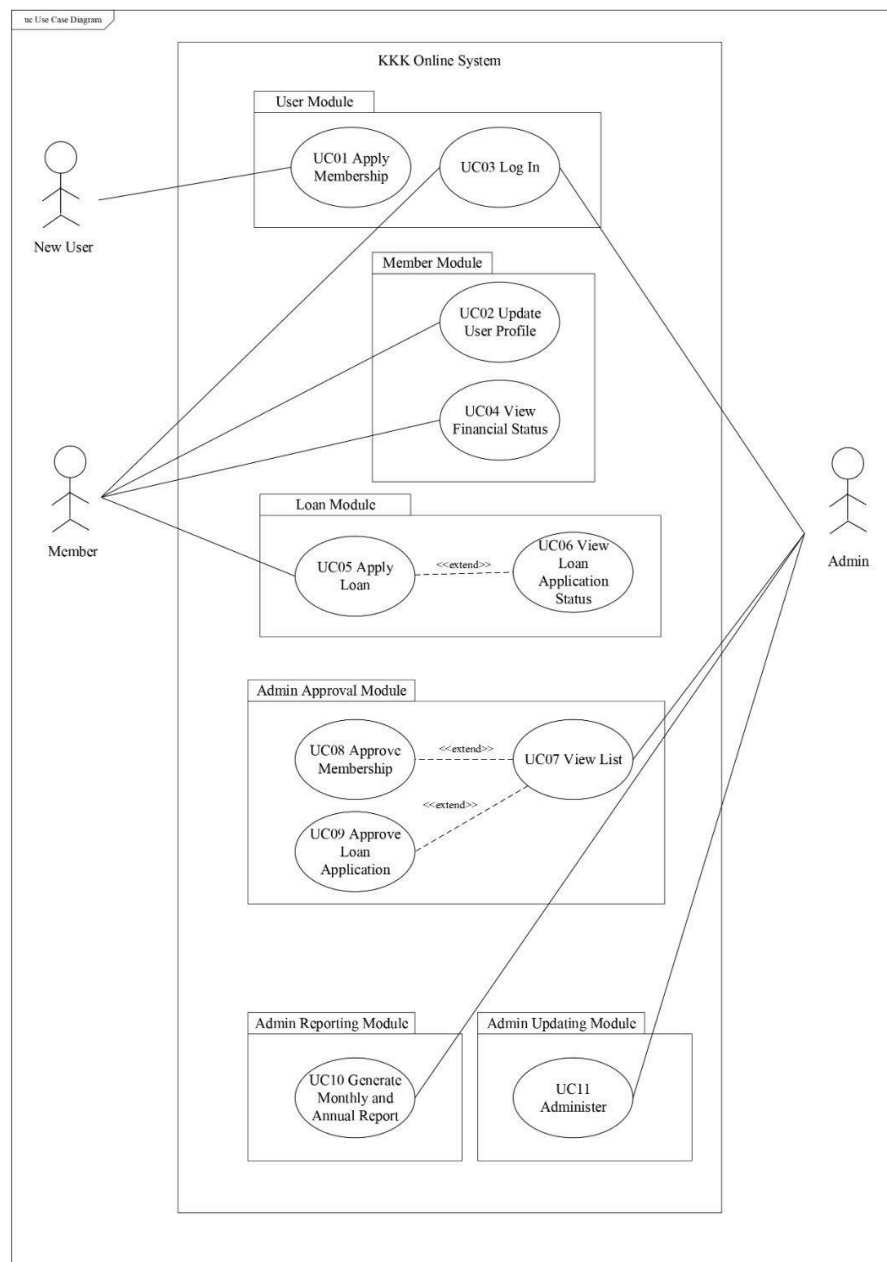 uc Use Case Diagram
KKK Online System
User Module
UC01 Apply
Membership
UC03 Log In
New User
Member Module
UC02 Update
User Profile
UC04 View
Financial Status
Member
Loan Module
UC05 Apply
Loan
<<extend>>
UC06 View
Loan
Application
Status
Admin
Admin Approval Module
UC08 Approve
Membership
<<extend>>
UC07 View List
<<extend>>
UC09 Approve
Loan
Application
Admin Reporting Module
UC10 Generate
Monthly and
Annual Report
Admin Updating Module
UC11
Administer